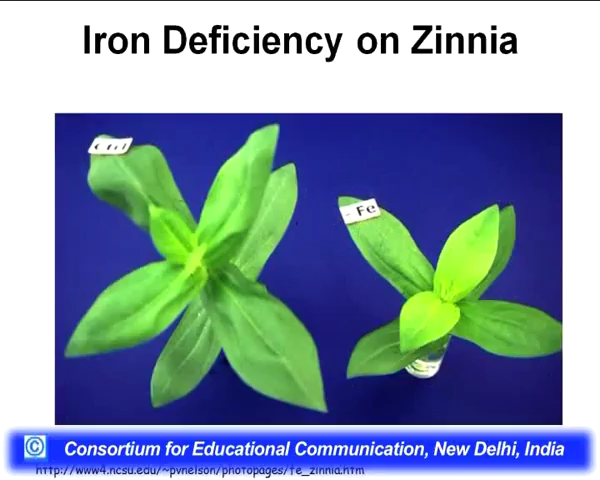 Iron Deficiency on Zinnia
Ctrl
- Fe
© Consortium for Educational Communication, New Delhi, India
http://www4.ncsu.edu/~pvnelson/photopages/fe_zinnia.htm